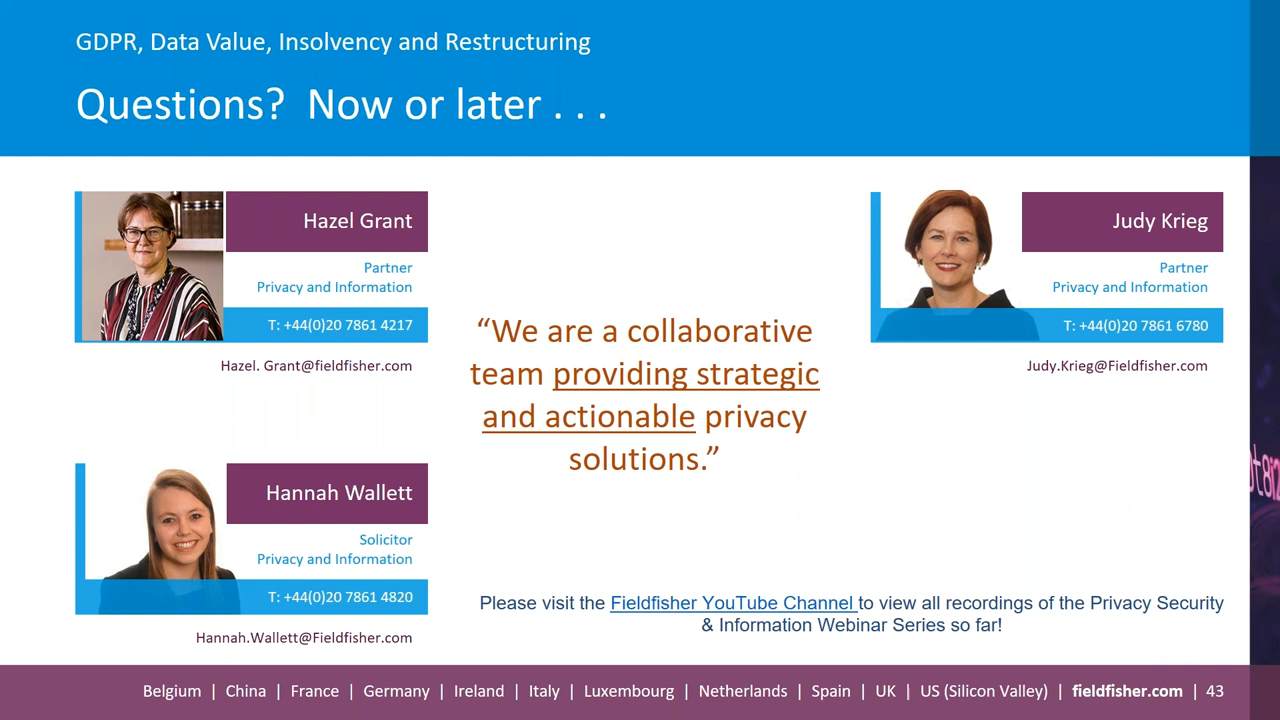 GDPR, Data Value, Insolvency and Restructuring
Questions?  Now or later . . .
Hazel Grant
Partner
Privacy and Information
T: +44(0)20 7861 4217
Hazel. Grant@fieldfisher.com
Judy Krieg
Partner
Privacy and Information
T: +44(0)20 7861 6780
Judy.Krieg@Fieldfisher.com
“We are a collaborative
team providing strategic
and actionable privacy
solutions.”
Hannah Wallett
Solicitor
Privacy and Information
T: +44(0)20 7861 4820
Hannah.Wallett@Fieldfisher.com
Please visit the Fieldfisher YouTube Channel to view all recordings of the Privacy Security
& Information Webinar Series so far!
Belgium | China | France | Germany | Ireland | Italy | Luxembourg | Netherlands | Spain | UK | US (Silicon Valley) | fieldfisher.com | 43